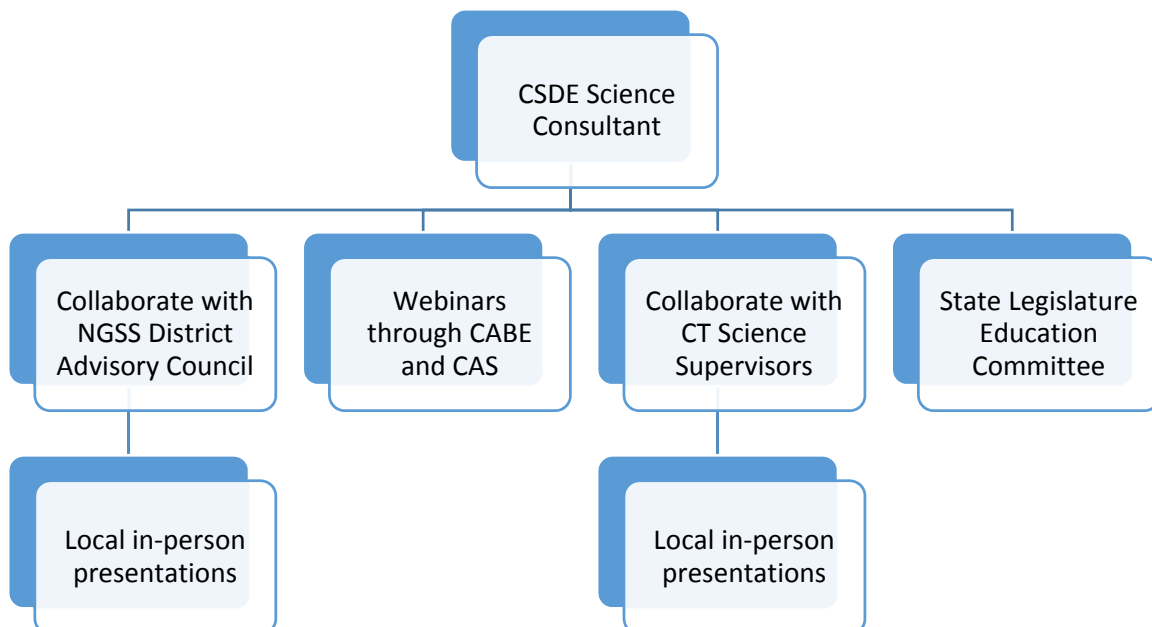 CSDE Science
Consultant
Collaborate with
NGSS District
Advisory Council
Webinars
through CABE
and CAS
Collaborate with
CT Science
Supervisors
State Legislature
Education
Committee
Local in-person
presentations
Local in-person
presentations